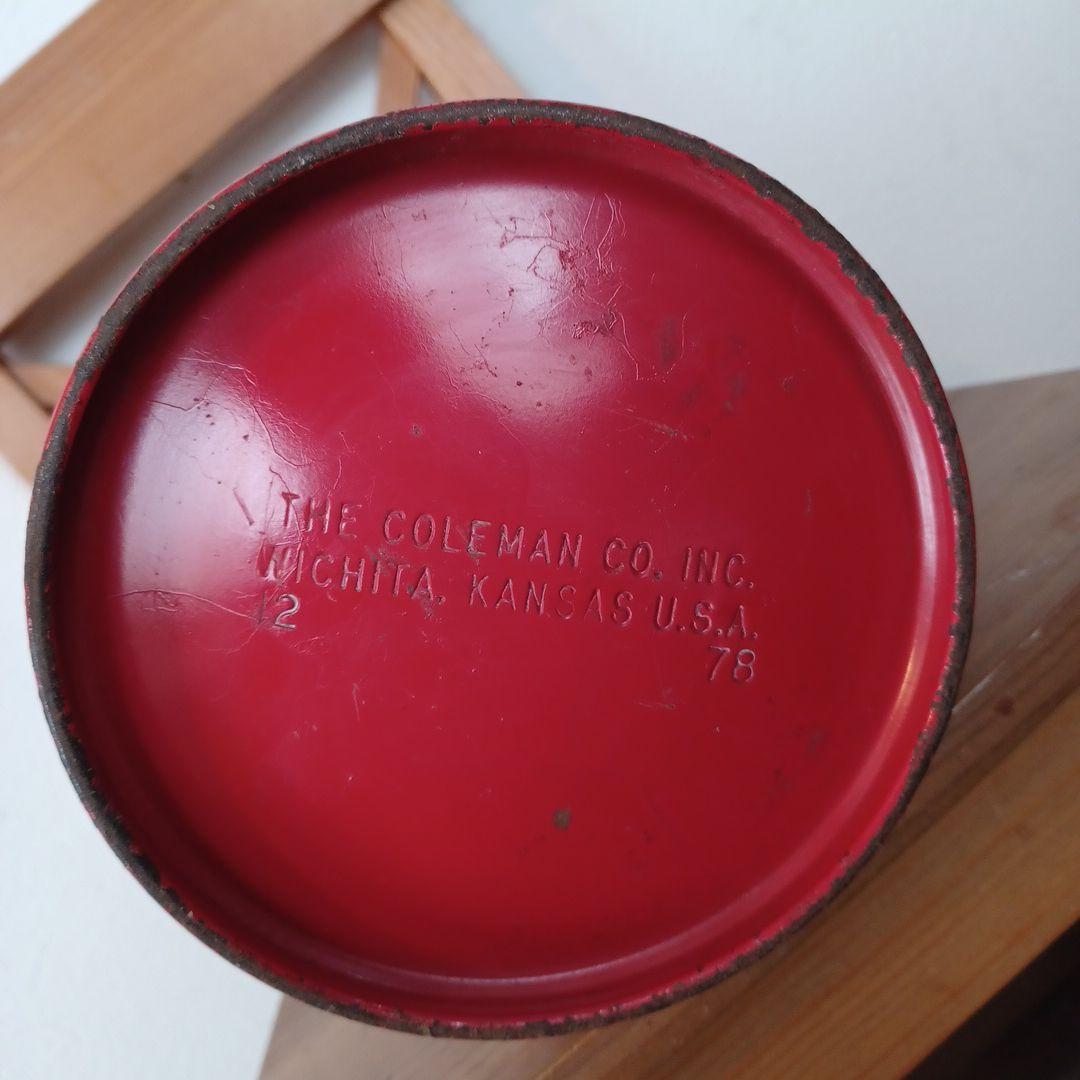 THE COLEMAN CO. INC.
WICHITA, KANSAS U.S.A.
12
78